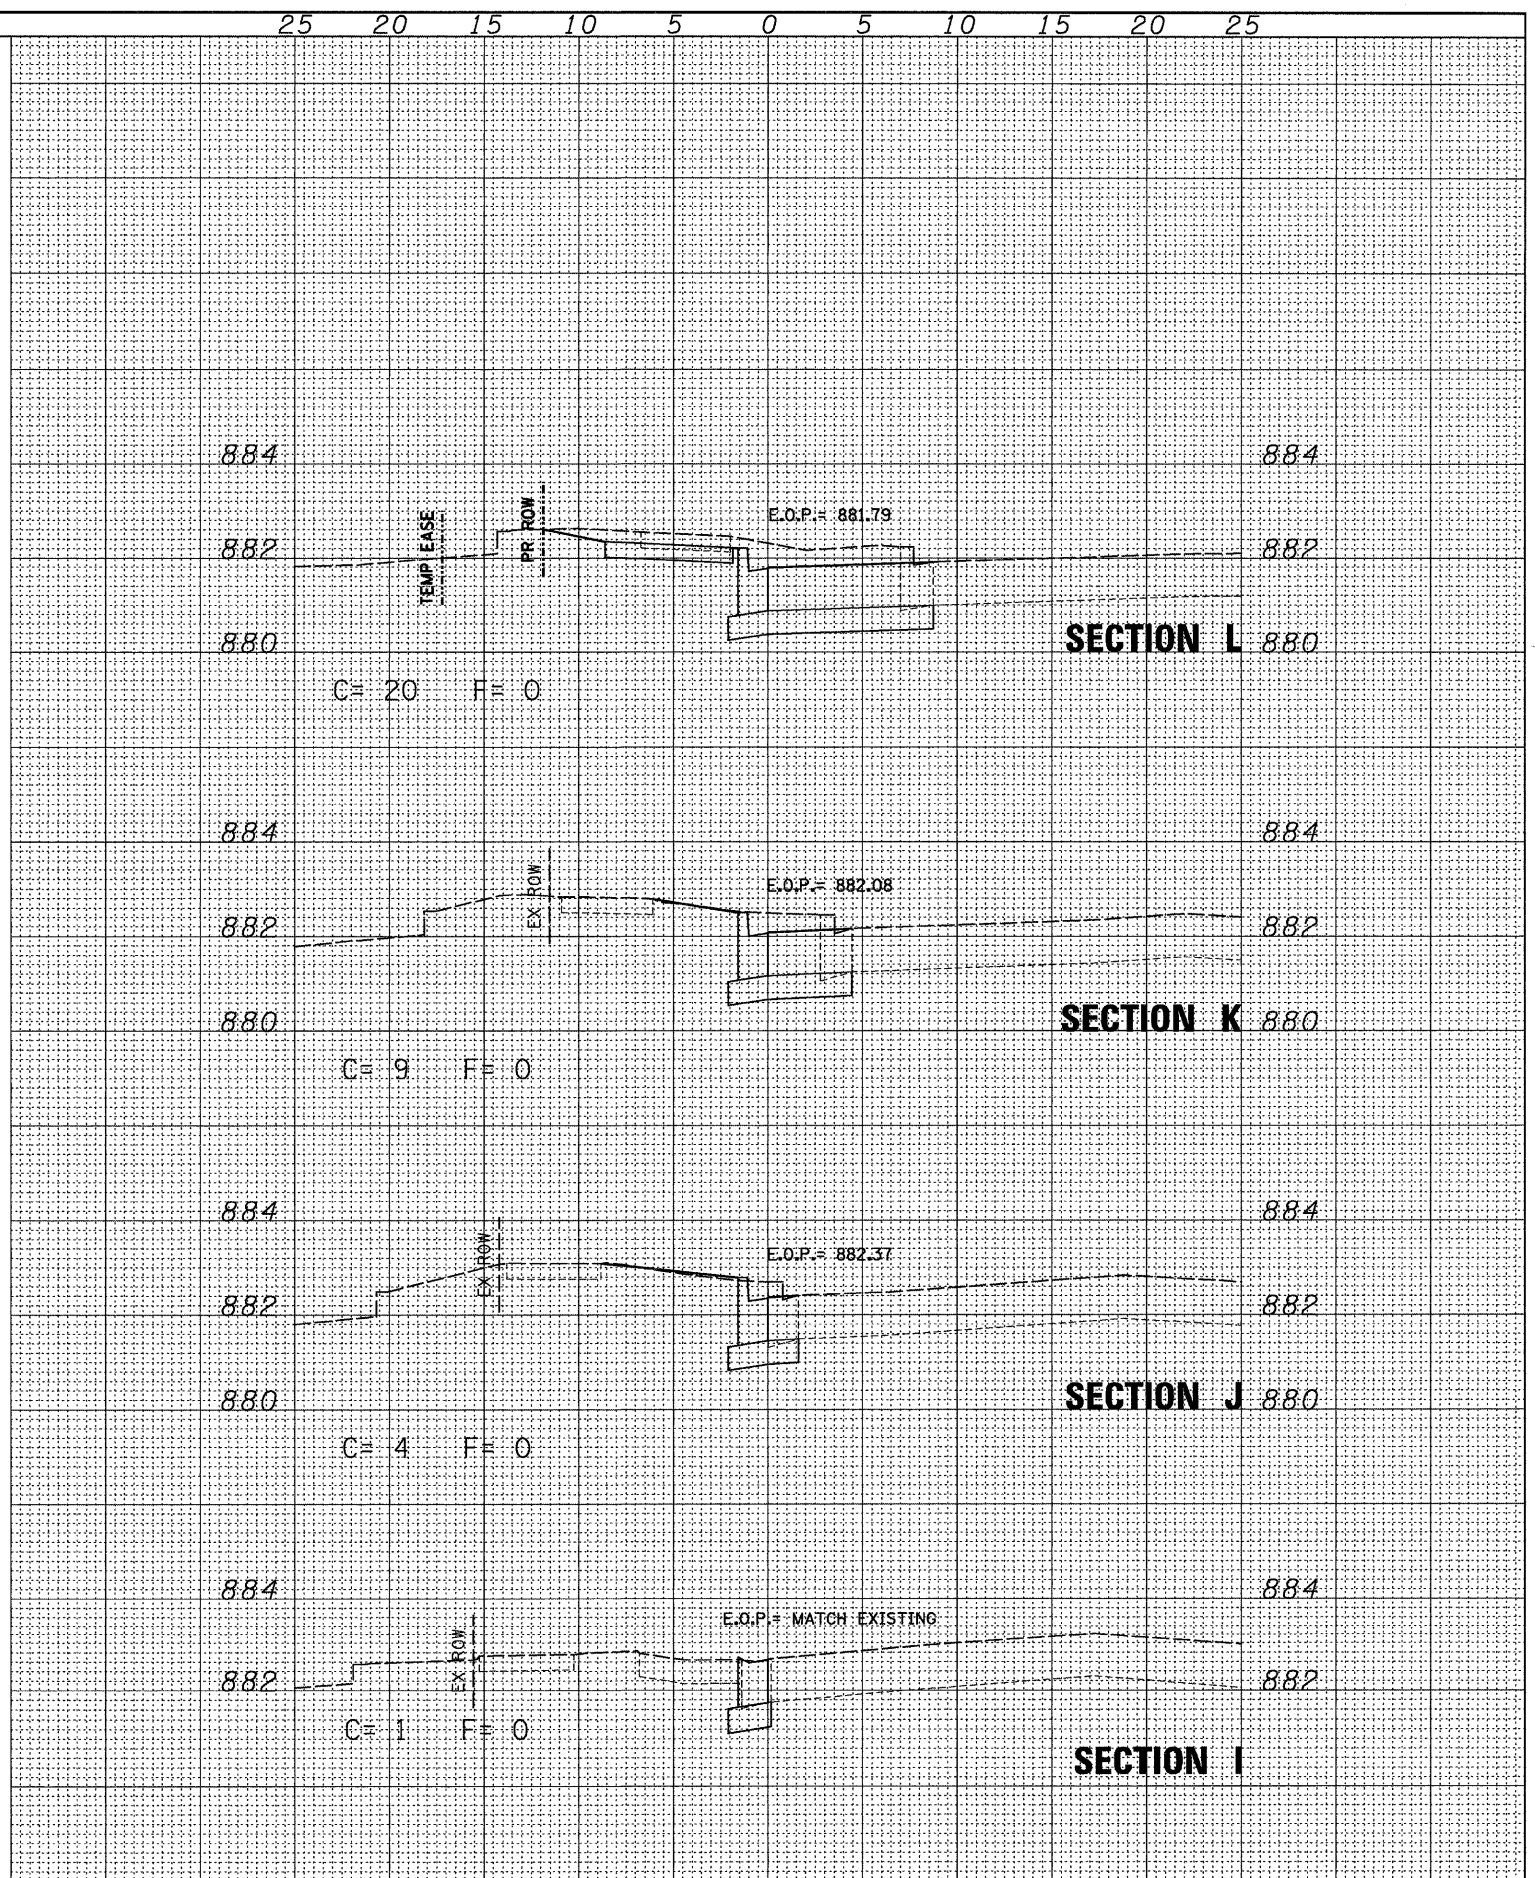 25 20 15 10 5 0 5 10 15 20 25
884 884
TEMP EASE
PR ROW
E.O.P.= 881.79
882 882
880 SECTION L 880
C= 20 F= 0
884 884
EX ROW
E.O.P.= 882.08
882 882
880 SECTION K 880
C= 9 F= 0
884 884
EX ROW
E.O.P.= 882.37
882 882
880 SECTION J 880
C= 4 F= 0
884 884
E.O.P.= MATCH EXISTING
EX ROW
882 882
C= 1 F= 0
SECTION I